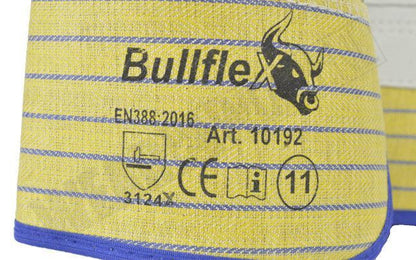 Bullflex
EN388:2016
Art. 10192
CE i 11
3124X